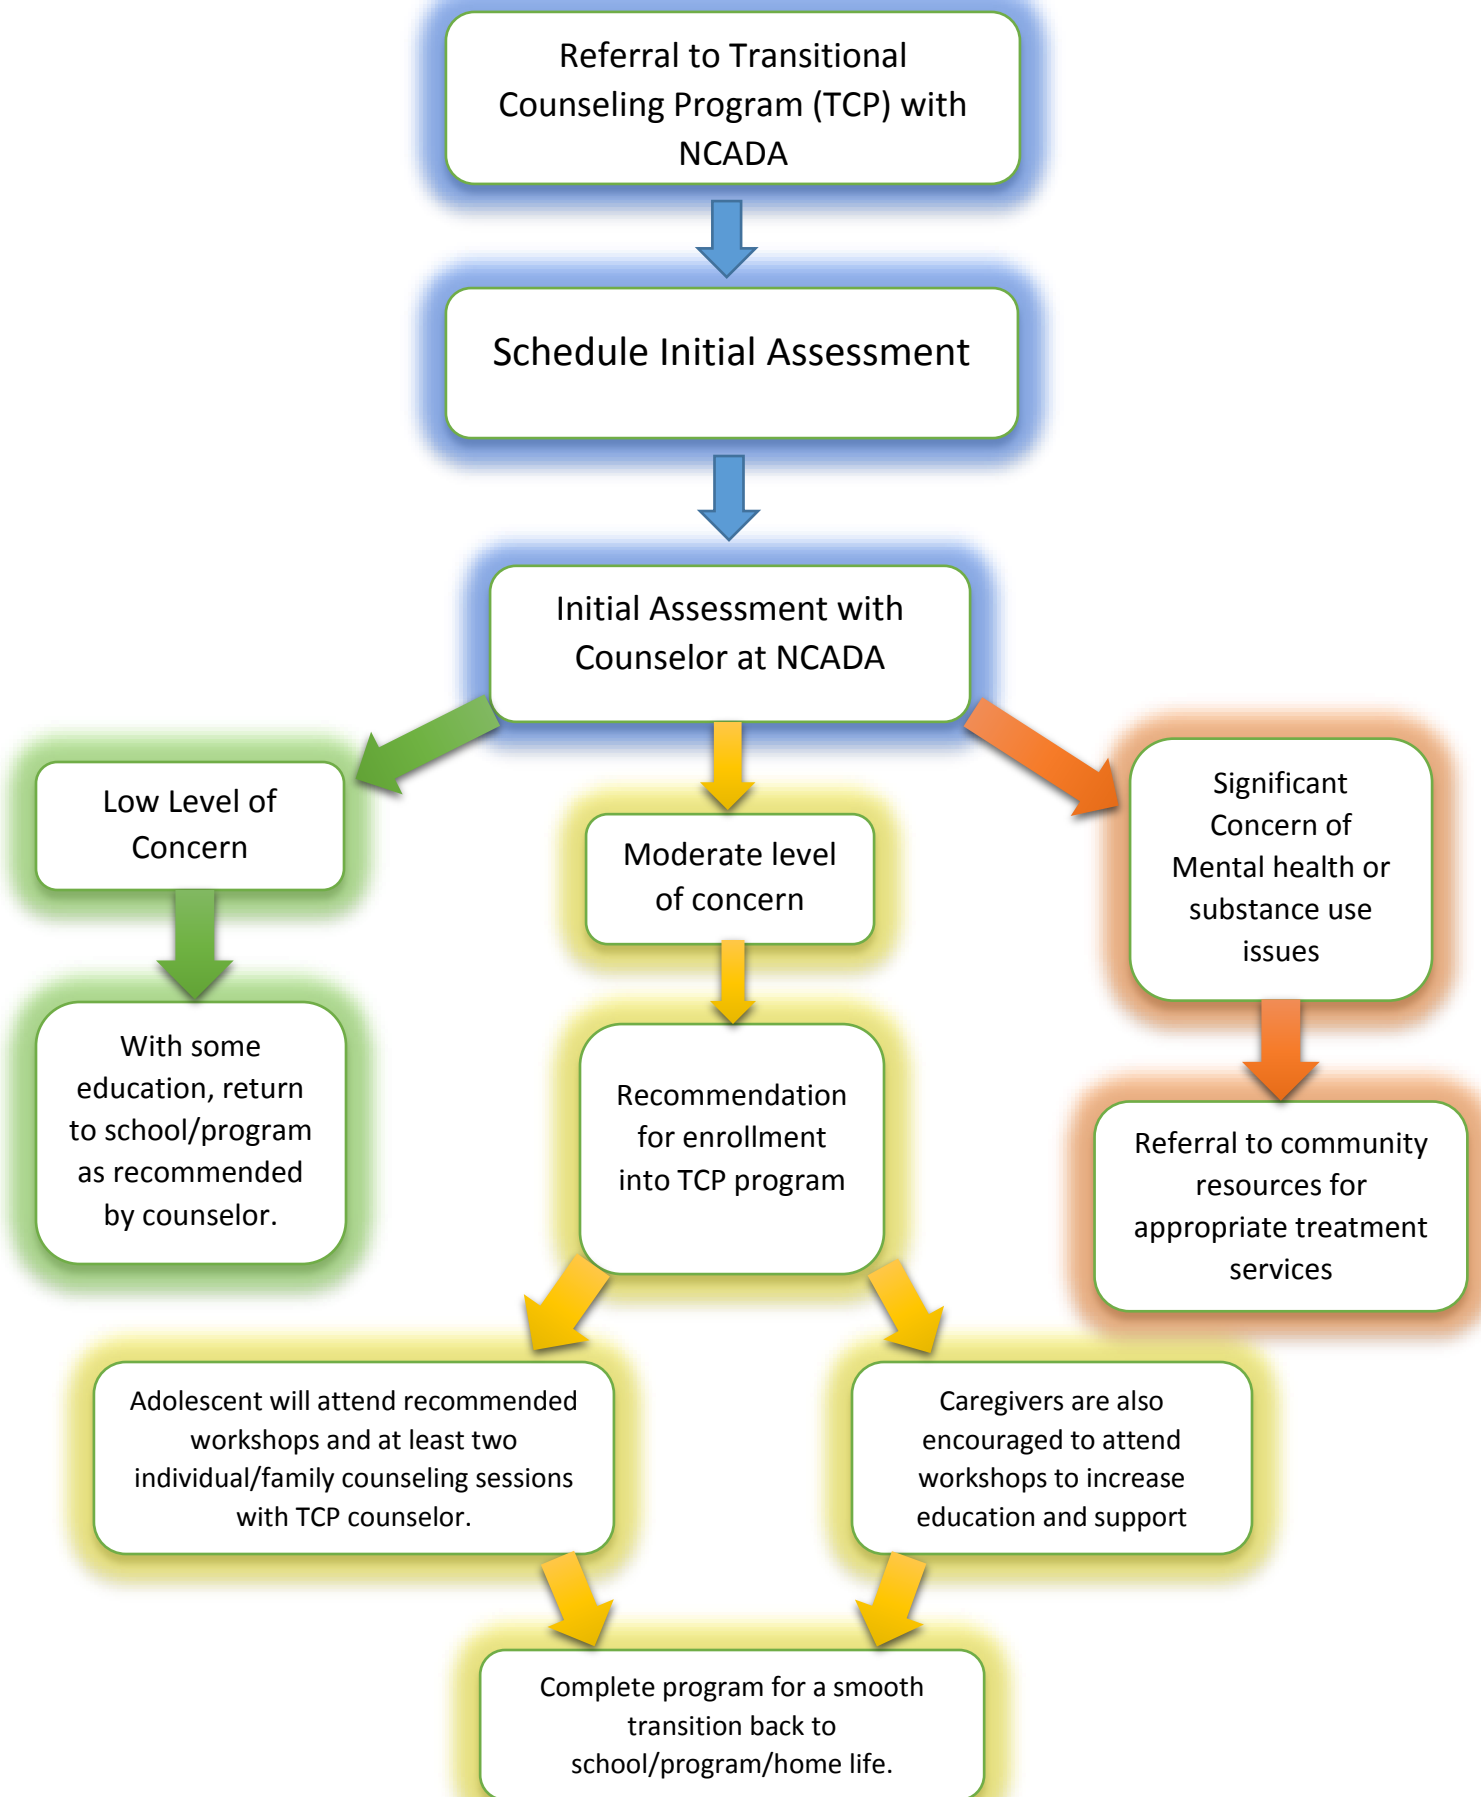 Referral to Transitional
Counseling Program (TCP) with
NCADA
Schedule Initial Assessment
Initial Assessment with
Counselor at NCADA
Low Level of
Concern
Moderate level
of concern
Significant
Concern of
Mental health or
substance use
issues
With some
education, return
to school/program
as recommended
by counselor.
Recommendation
for enrollment
into TCP program
Referral to community
resources for
appropriate treatment
services
Adolescent will attend recommended
workshops and at least two
individual/family counseling sessions
with TCP counselor.
Caregivers are also
encouraged to attend
workshops to increase
education and support
Complete program for a smooth
transition back to
school/program/home life.